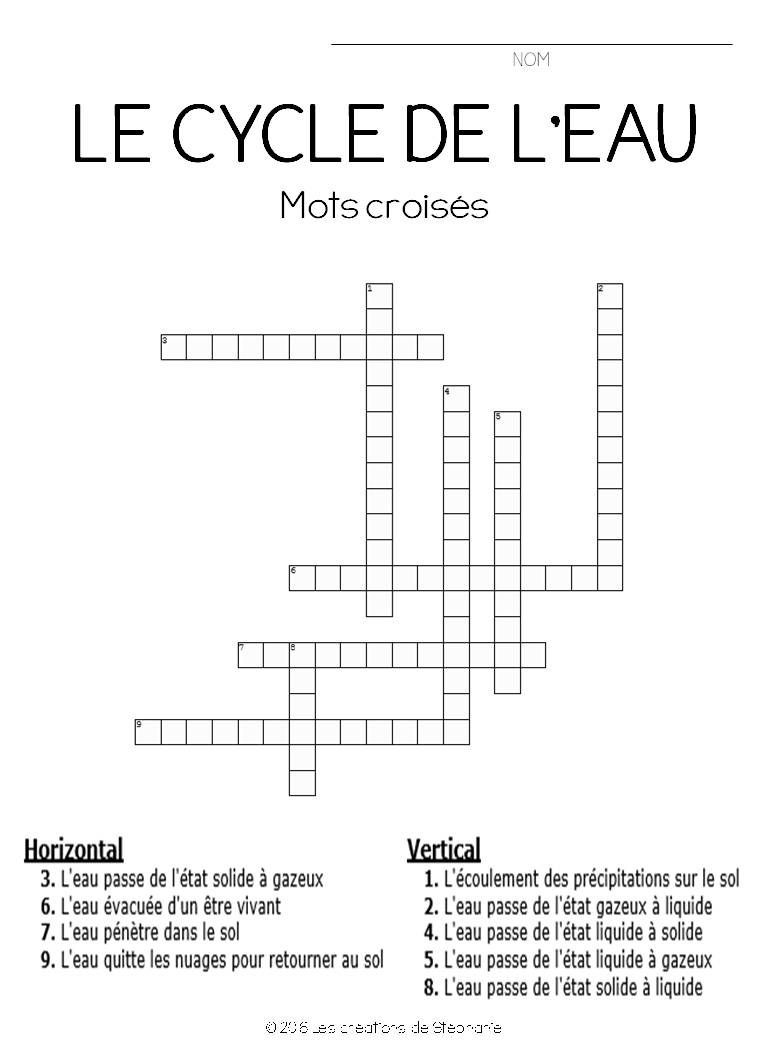 NOM
LE CYCLE DE L'EAU
Mots croisés
1
2
3
4
5
6
7
8
9
Horizontal
3. L'eau passe de l'état solide à gazeux
6. L'eau évacuée d'un être vivant
7. L'eau pénètre dans le sol
9. L'eau quitte les nuages pour retourner au sol
Vertical
1. L'écoulement des précipitations sur le sol
2. L'eau passe de l'état gazeux à liquide
4. L'eau passe de l'état liquide à solide
5. L'eau passe de l'état liquide à gazeux
8. L'eau passe de l'état solide à liquide
Les créations de Stéphanie